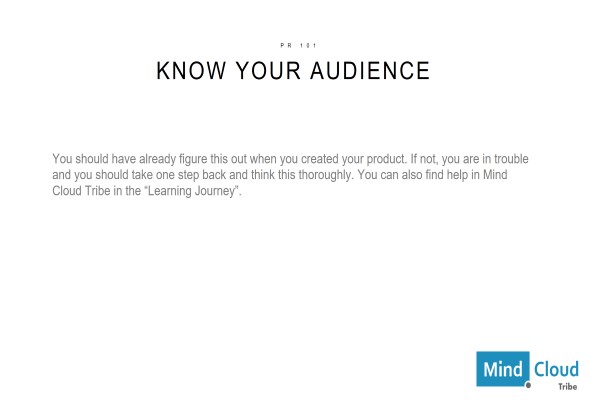 PR 101
KNOW YOUR AUDIENCE
You should have already figure this out when you created your product. If not, you are in trouble
and you should take one step back and think this thoroughly. You can also find help in Mind
Cloud Tribe in the “Learning Journey”.
Mind Cloud
Tribe